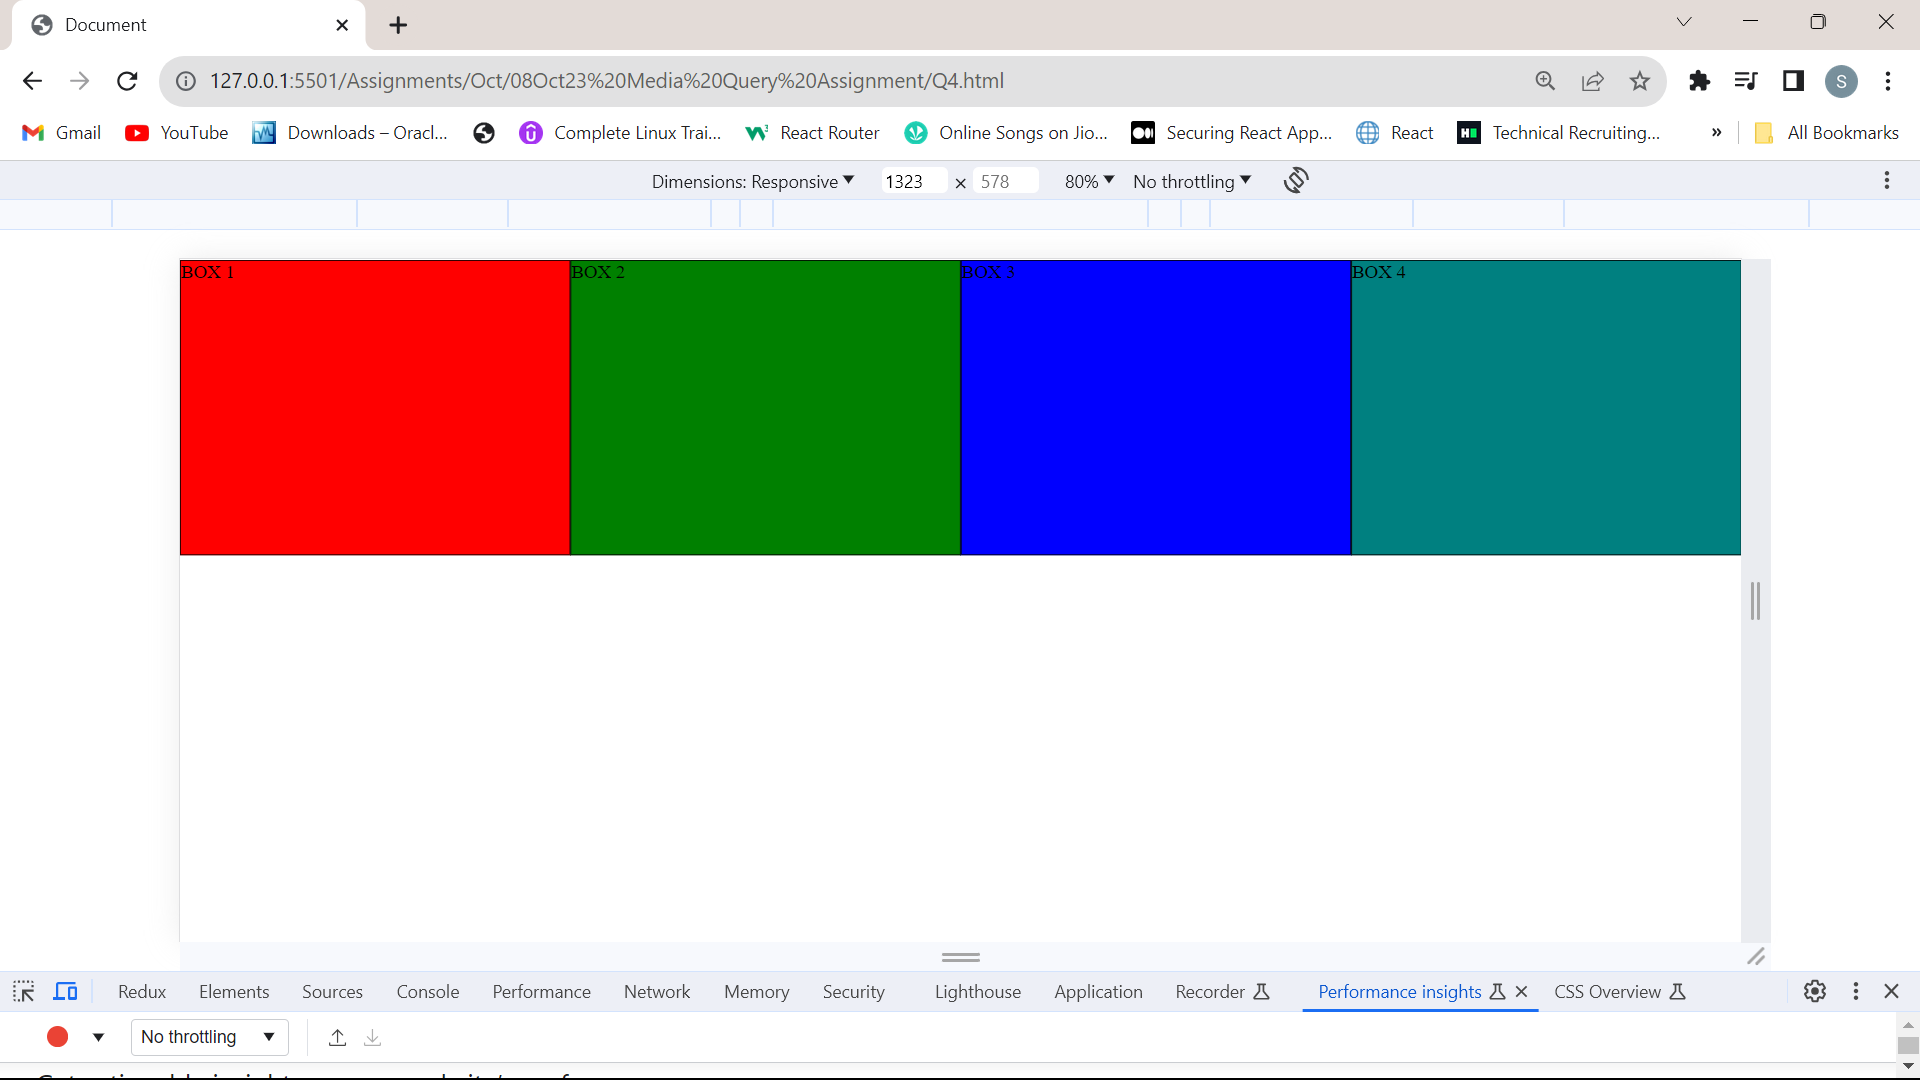 Document
127.0.0.1:5501/Assignments/Oct/08Oct23%20Media%20Query%20Assignment/Q4.html
S
Gmail YouTube Downloads – Oracl... Complete Linux Trai... React Router Online Songs on Jio... Securing React App... React Technical Recruiting... » All Bookmarks
Dimensions: Responsive 1323 × 578 80% No throttling
BOX 1 BOX 2 BOX 3 BOX 4
Redux Elements Sources Console Performance Network Memory Security Lighthouse Application Recorder Performance insights CSS Overview
No throttling